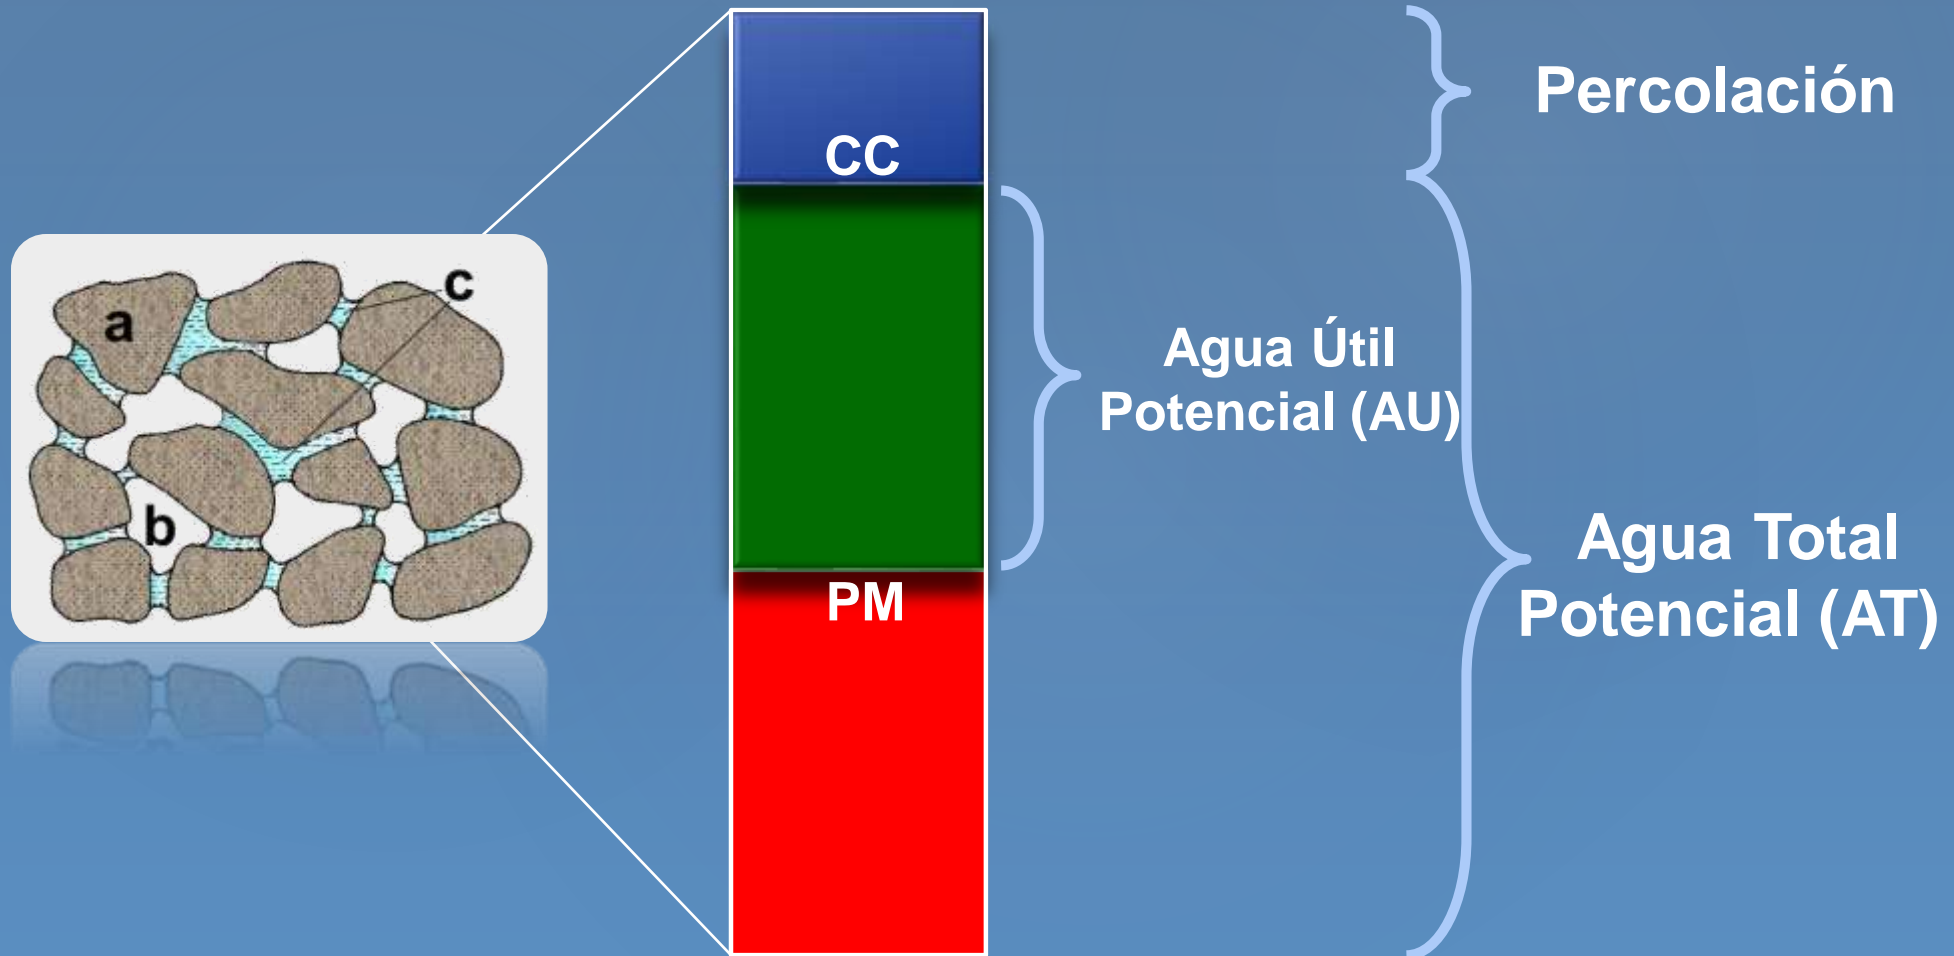 a
c
b
CC
PM
Percolación
Agua Útil
Potencial (AU)
Agua Total
Potencial (AT)